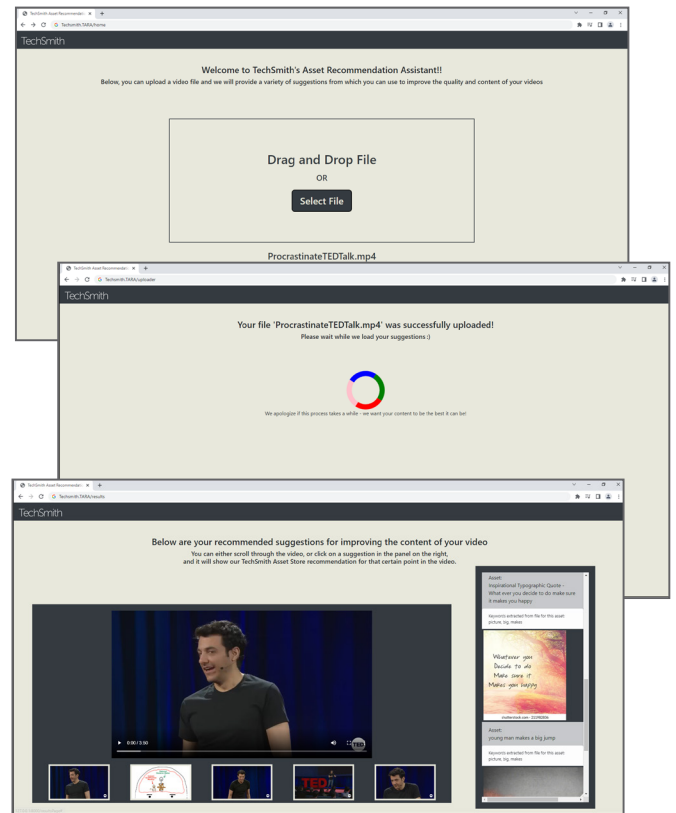 TechSmith Asset Recommendation
Techsmith.TARA/home
TechSmith
Welcome to TechSmith's Asset Recommendation Assistant!!
Below, you can upload a video file and we will provide a variety of suggestions from which you can use to improve the quality and content of your videos
Drag and Drop File
OR
Select File
ProcrastinateTEDTalk.mp4
TechSmith Asset Recommendation
Techsmith.TARA/uploader
TechSmith
Your file 'ProcrastinateTEDTalk.mp4' was successfully uploaded!
Please wait while we load your suggestions :)
We apologize if this process takes a while - we want your content to be the best it can be!
TechSmith Asset Recommendation
Techsmith.TARA/results
TechSmith
Below are your recommended suggestions for improving the content of your video
You can either scroll through the video, or click on a suggestion in the panel on the right,
and it will show our TechSmith Asset Store recommendation for that certain point in the video.
0:00 / 3:50
TED
TED
Asset:
Inspirational Typographic Quote -
What ever you decide to do make sure
it makes you happy
Keywords extracted from file for this asset:
picture, big, makes
Whatever you
Decide to do
Make sure it
Makes you happy
Asset:
young man makes a big jump
Keywords extracted from file for this asset:
picture, big, makes